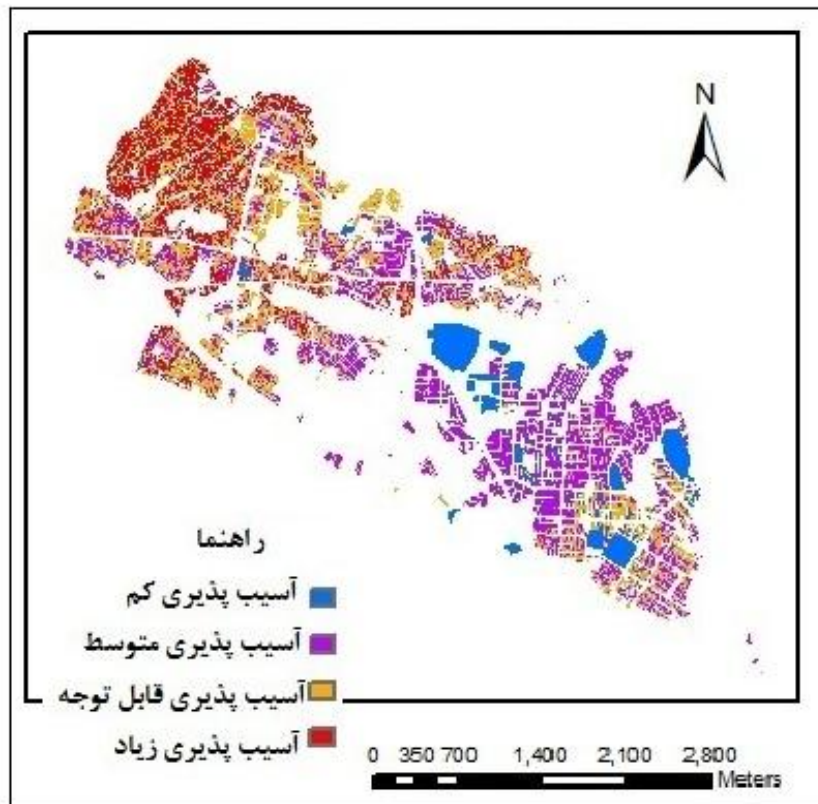 N
راهنما
آسیب پذیری کم
آسیب پذیری متوسط
آسیب پذیری قابل توجه
آسیب پذیری زیاد
0 350 700 1,400 2,100 2,800
Meters